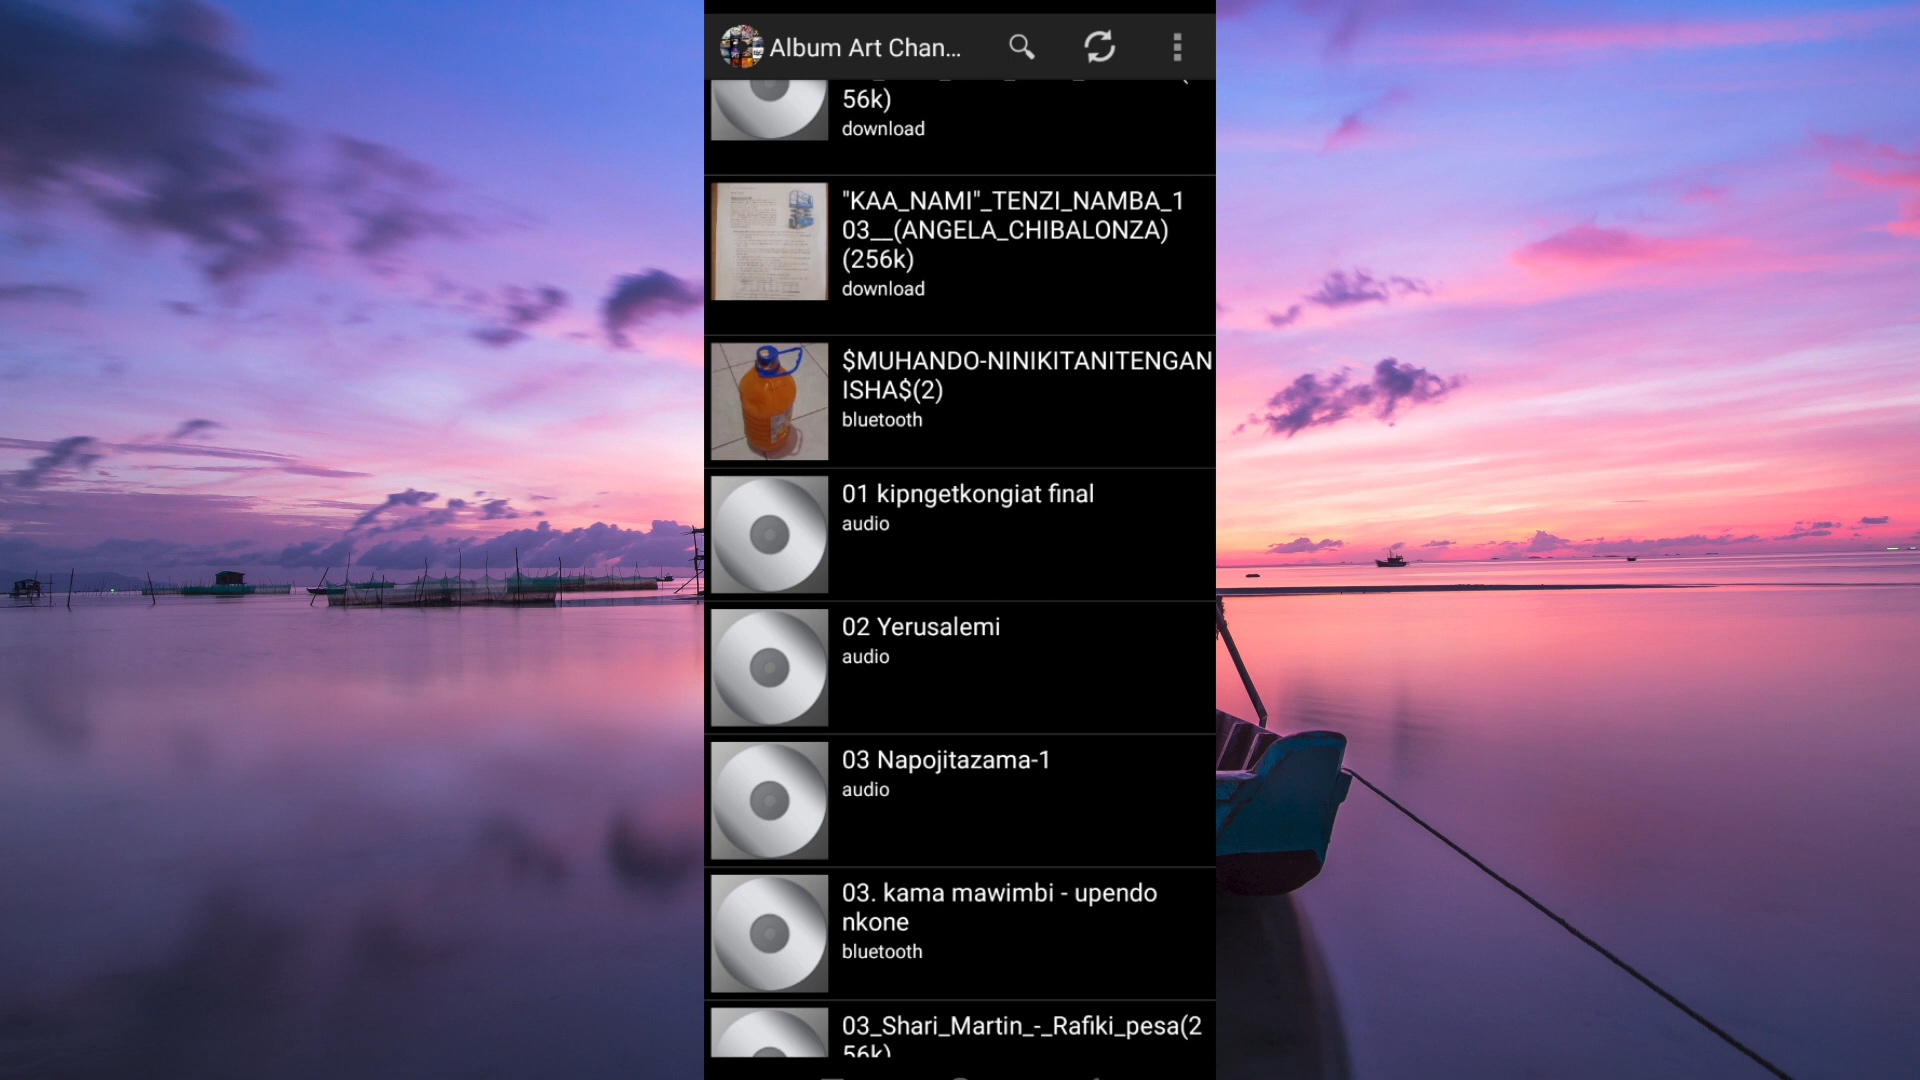 Album Art Chan...
56k)
download
"KAA_NAMI"_TENZI_NAMBA_1
03__(ANGELA_CHIBALONZA)
(256k)
download
$MUHANDO-NINIKITANITENGAN
ISHA$(2)
bluetooth
01 kipngetkongiat final
audio
02 Yerusalemi
audio
03 Napojitazama-1
audio
03. kama mawimbi - upendo
nkone
bluetooth
03_Shari_Martin_-_Rafiki_pesa(2
56k)